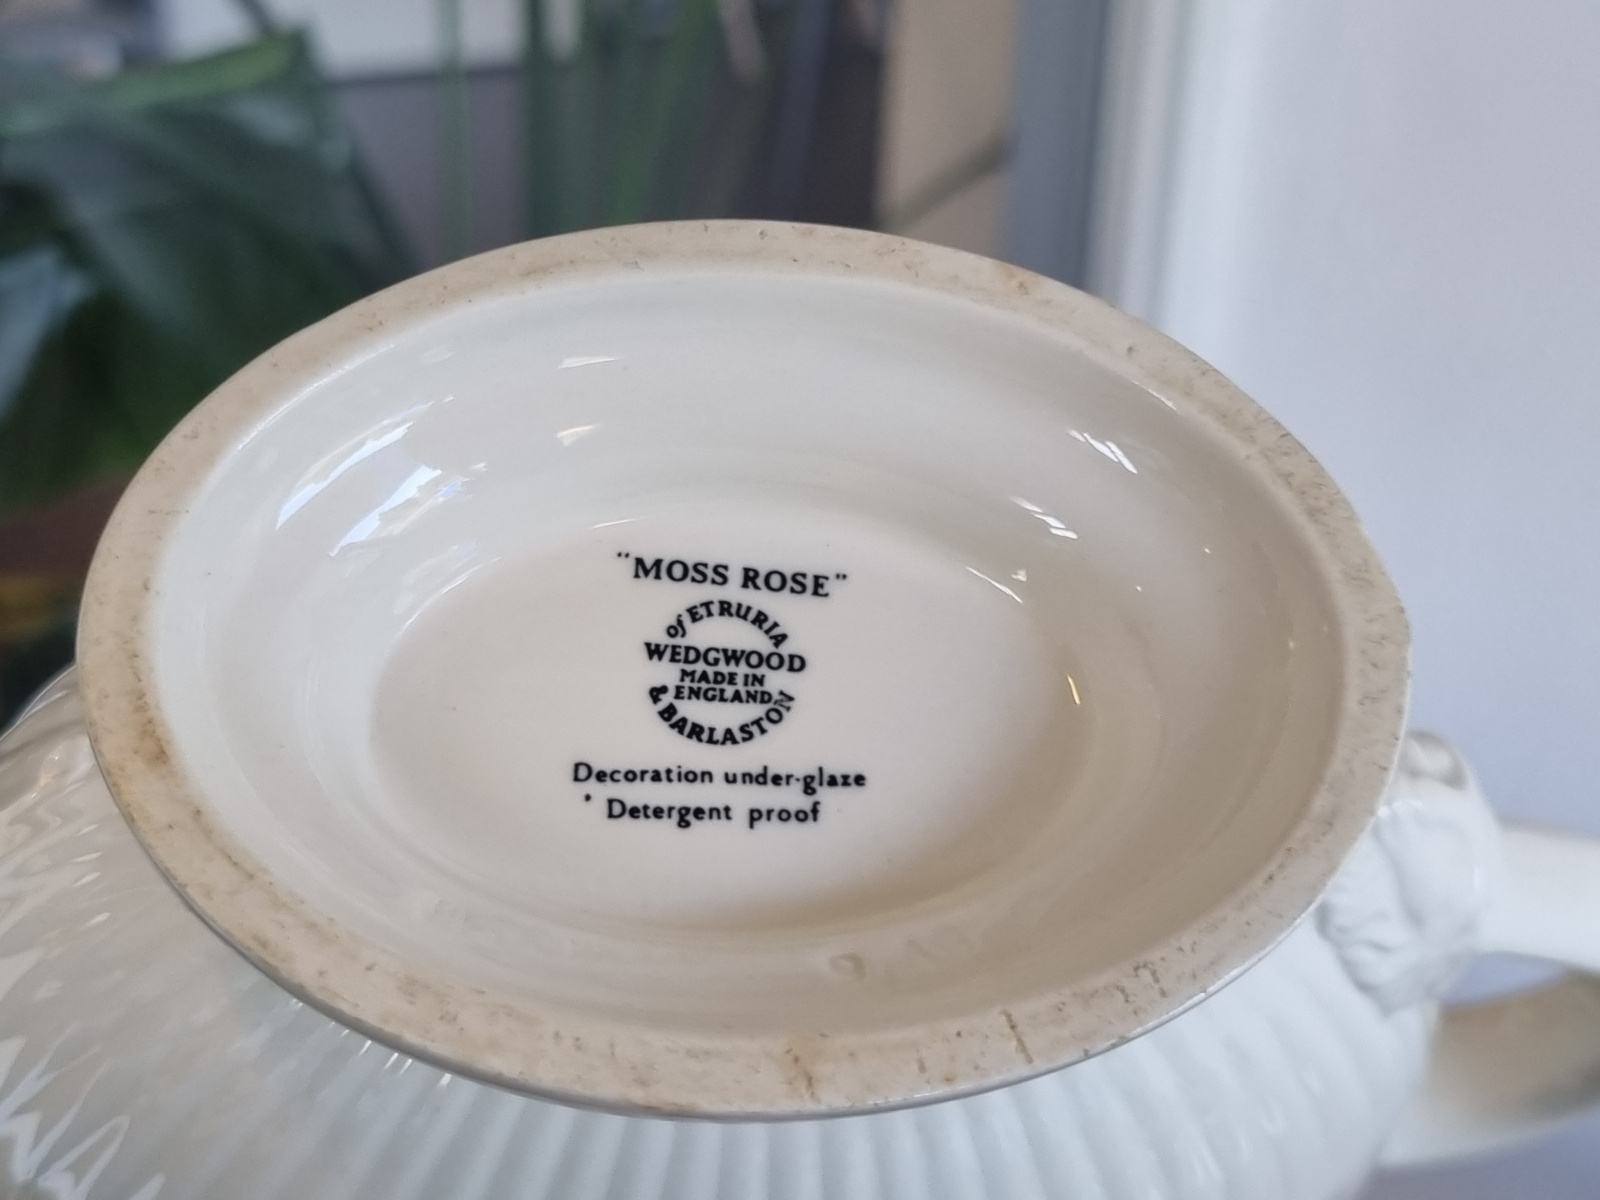 "MOSS ROSE"
of ETRURIA
WEDGWOOD
MADE IN
ENGLAND
& BARLASTON
Decoration under-glaze
Detergent proof